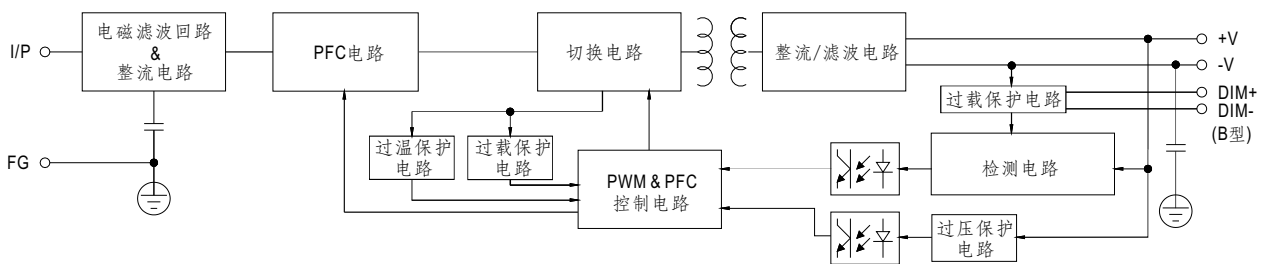 I/P
电磁滤波回路
&
整流电路
PFC电路
切换电路
整流/滤波电路
+V
-V
过载保护电路
DIM+
DIM-
(B型)
FG
过温保护
电路
过载保护
电路
PWM & PFC
控制电路
检测电路
过压保护
电路